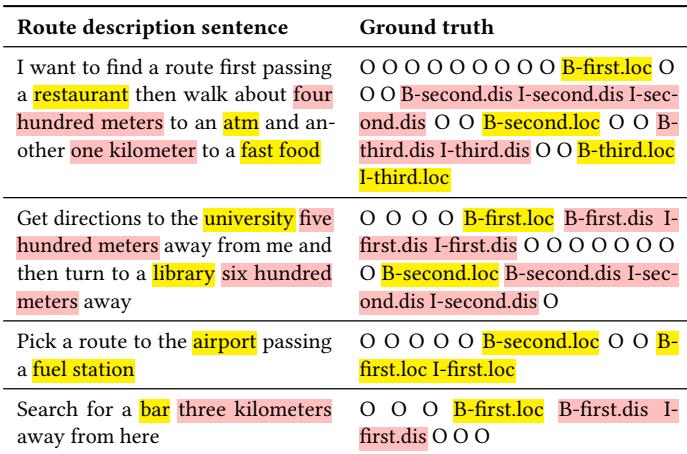 Route description sentence
Ground truth
I want to find a route first passing
a restaurant then walk about four
hundred meters to an atm and an-
other one kilometer to a fast food
O O O O O O O O O B-first.loc O
O O B-second.dis I-second.dis I-sec-
ond.dis O O B-second.loc O O B-
third.dis I-third.dis O O B-third.loc
I-third.loc
Get directions to the university five
hundred meters away from me and
then turn to a library six hundred
meters away
O O O O B-first.loc B-first.dis I-
first.dis I-first.dis O O O O O O O
O B-second.loc B-second.dis I-sec-
ond.dis I-second.dis O
Pick a route to the airport passing
a fuel station
O O O O O B-second.loc O O B-
first.loc I-first.loc
Search for a bar three kilometers
away from here
O O O B-first.loc B-first.dis I-
first.dis O O O